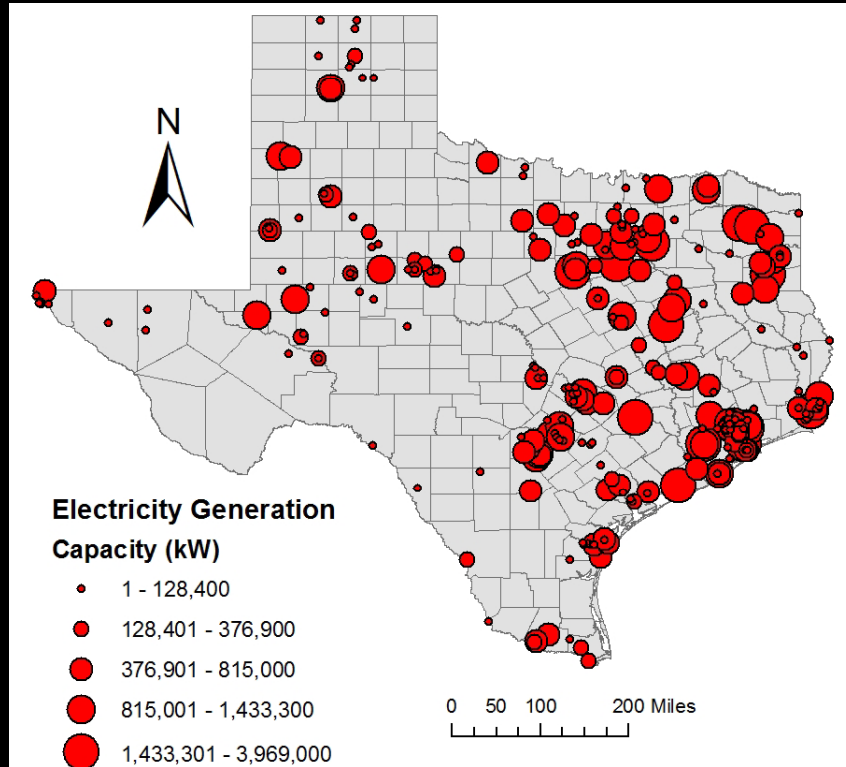 N
Electricity Generation
Capacity (kW)
1 - 128,400
128,401 - 376,900
376,901 - 815,000
815,001 - 1,433,300
1,433,301 - 3,969,000
0 50 100 200 Miles